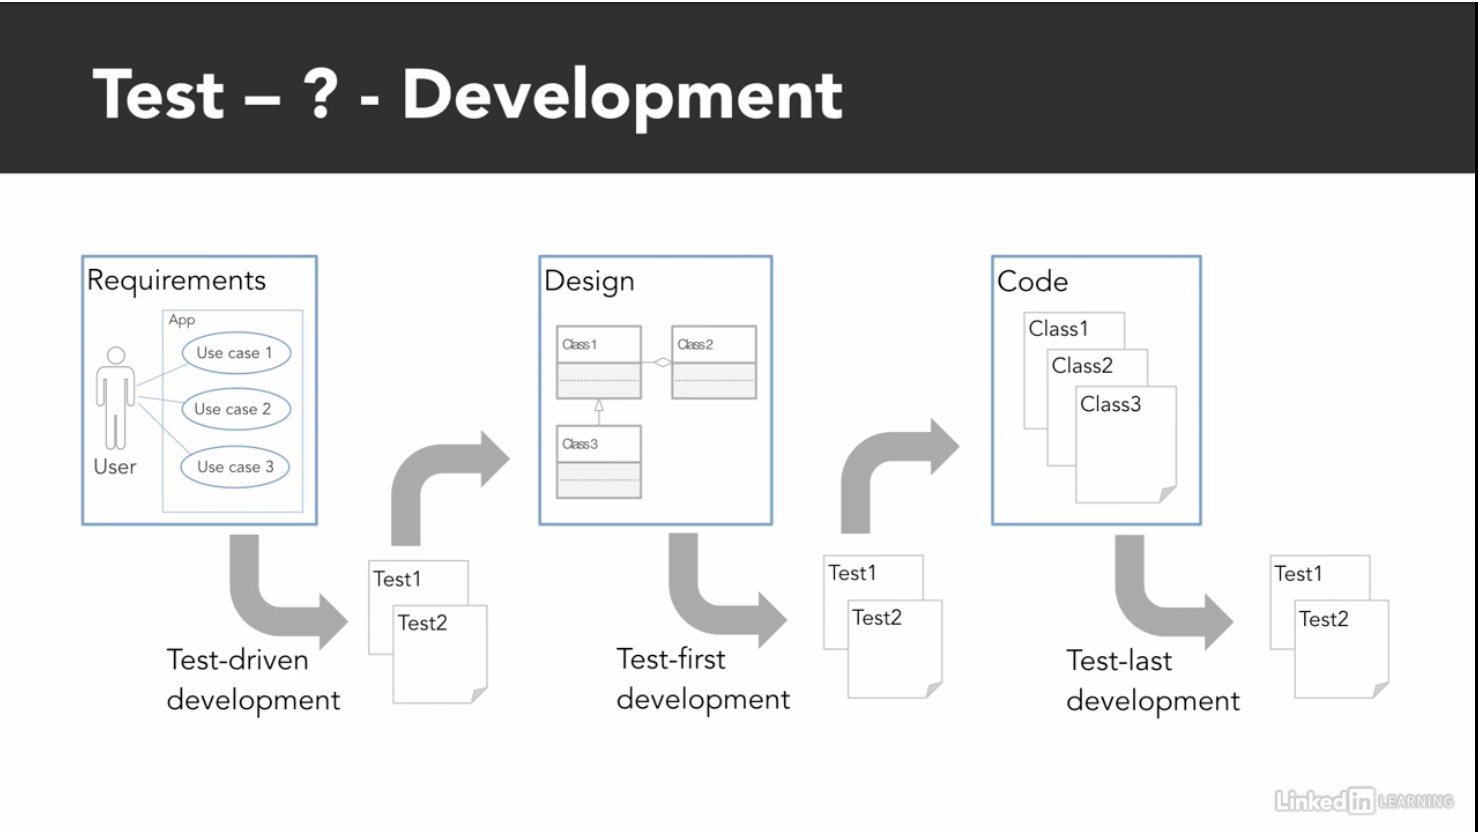 Test – ? - Development
Requirements
App
Use case 1
Use case 2
Use case 3
User
Test-driven
development
Test1
Test2
Design
Class1
Class2
Class3
Test-first
development
Test1
Test2
Code
Class1
Class2
Class3
Test-last
development
Test1
Test2
Linked in LEARNING